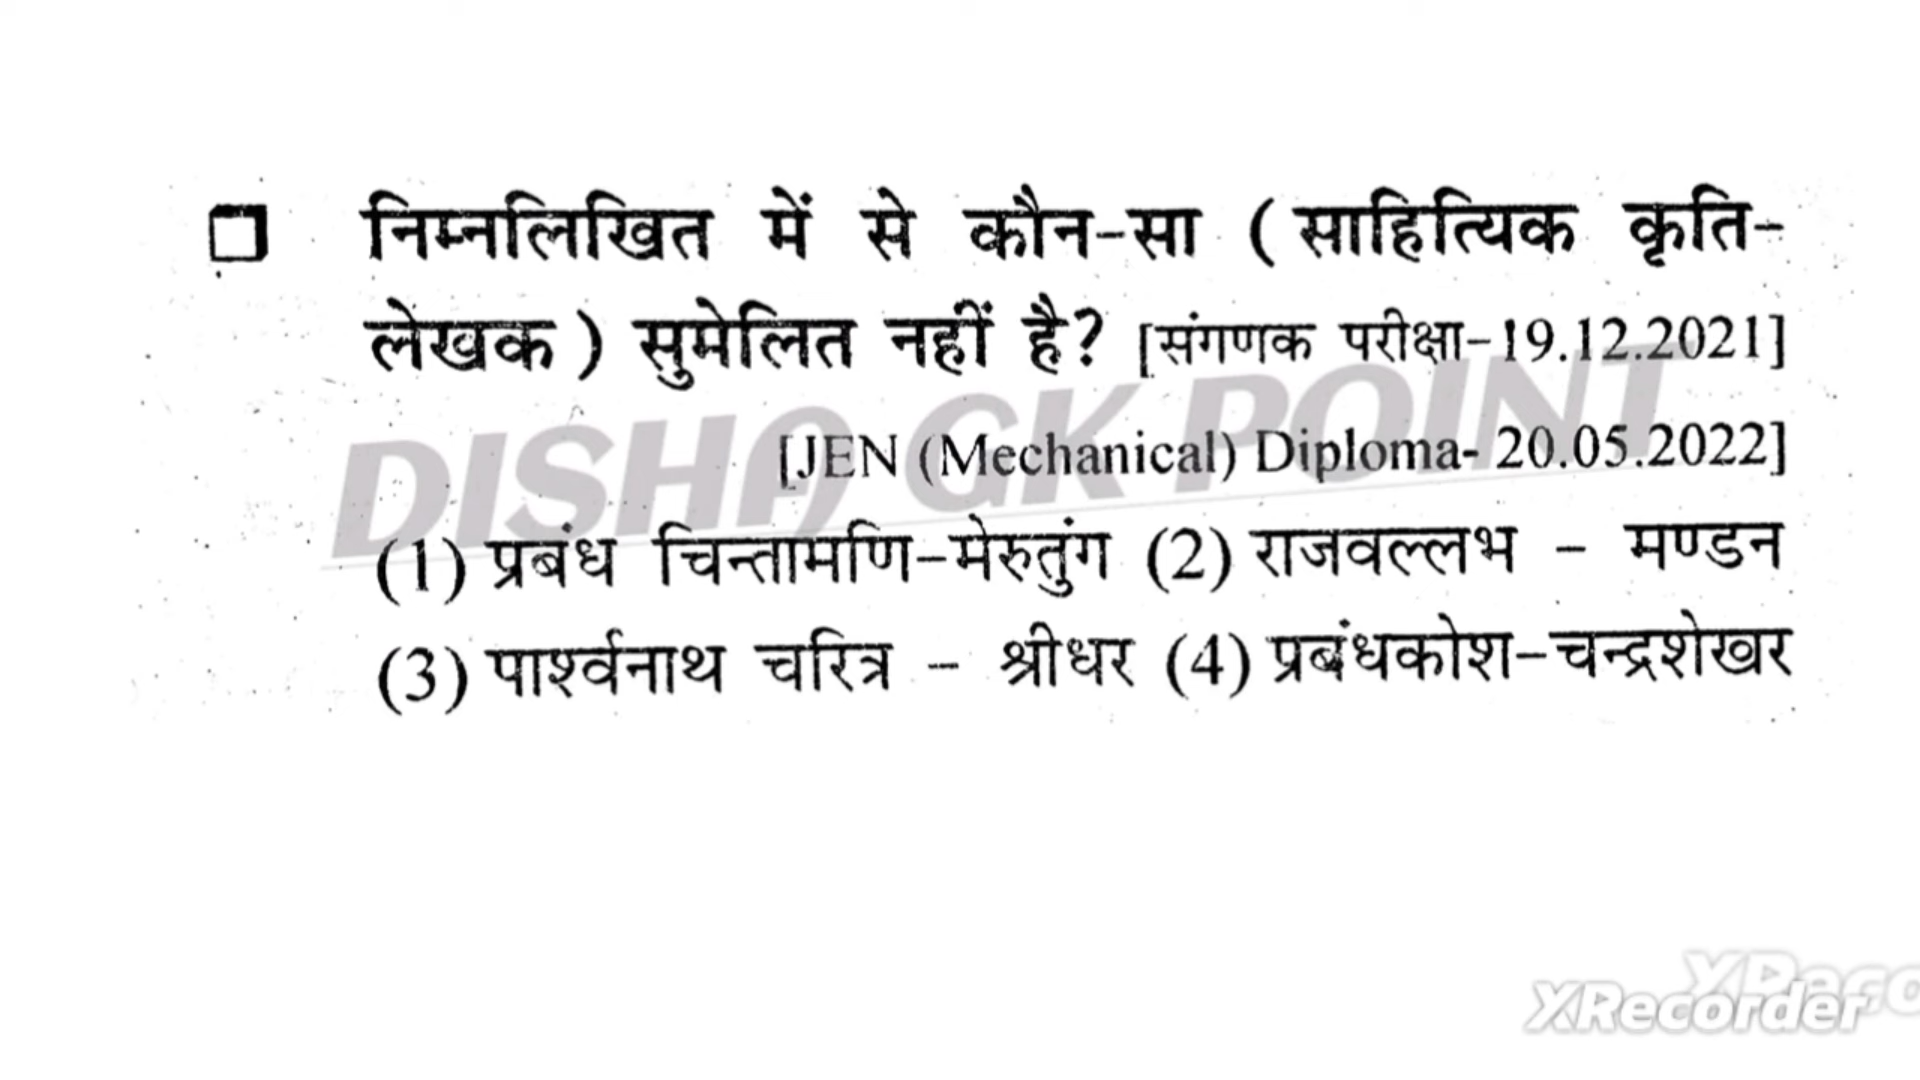 निम्नलिखित में से कौन-सा ( साहित्यिक कृति-
लेखक ) सुमेलित नहीं है? [संगणक परीक्षा-19.12.2021]
[JEN (Mechanical) Diploma- 20.05.2022]
DISHA GK POINT
(1) प्रबंध चिन्तामणि-मेरुतुंग (2) राजवल्लभ - मण्डन
(3) पार्श्वनाथ चरित्र - श्रीधर (4) प्रबंधकोश-चन्द्रशेखर
XReco
XRecorder